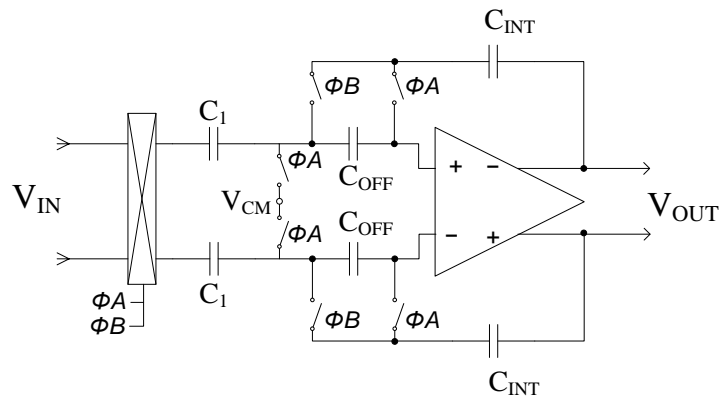 C_INT
ΦB ΦA
C_1
ΦA
C_OFF
+ −
V_IN V_CM V_OUT
C_OFF
ΦA
− +
C_1
ΦA
ΦB
ΦB ΦA
C_INT